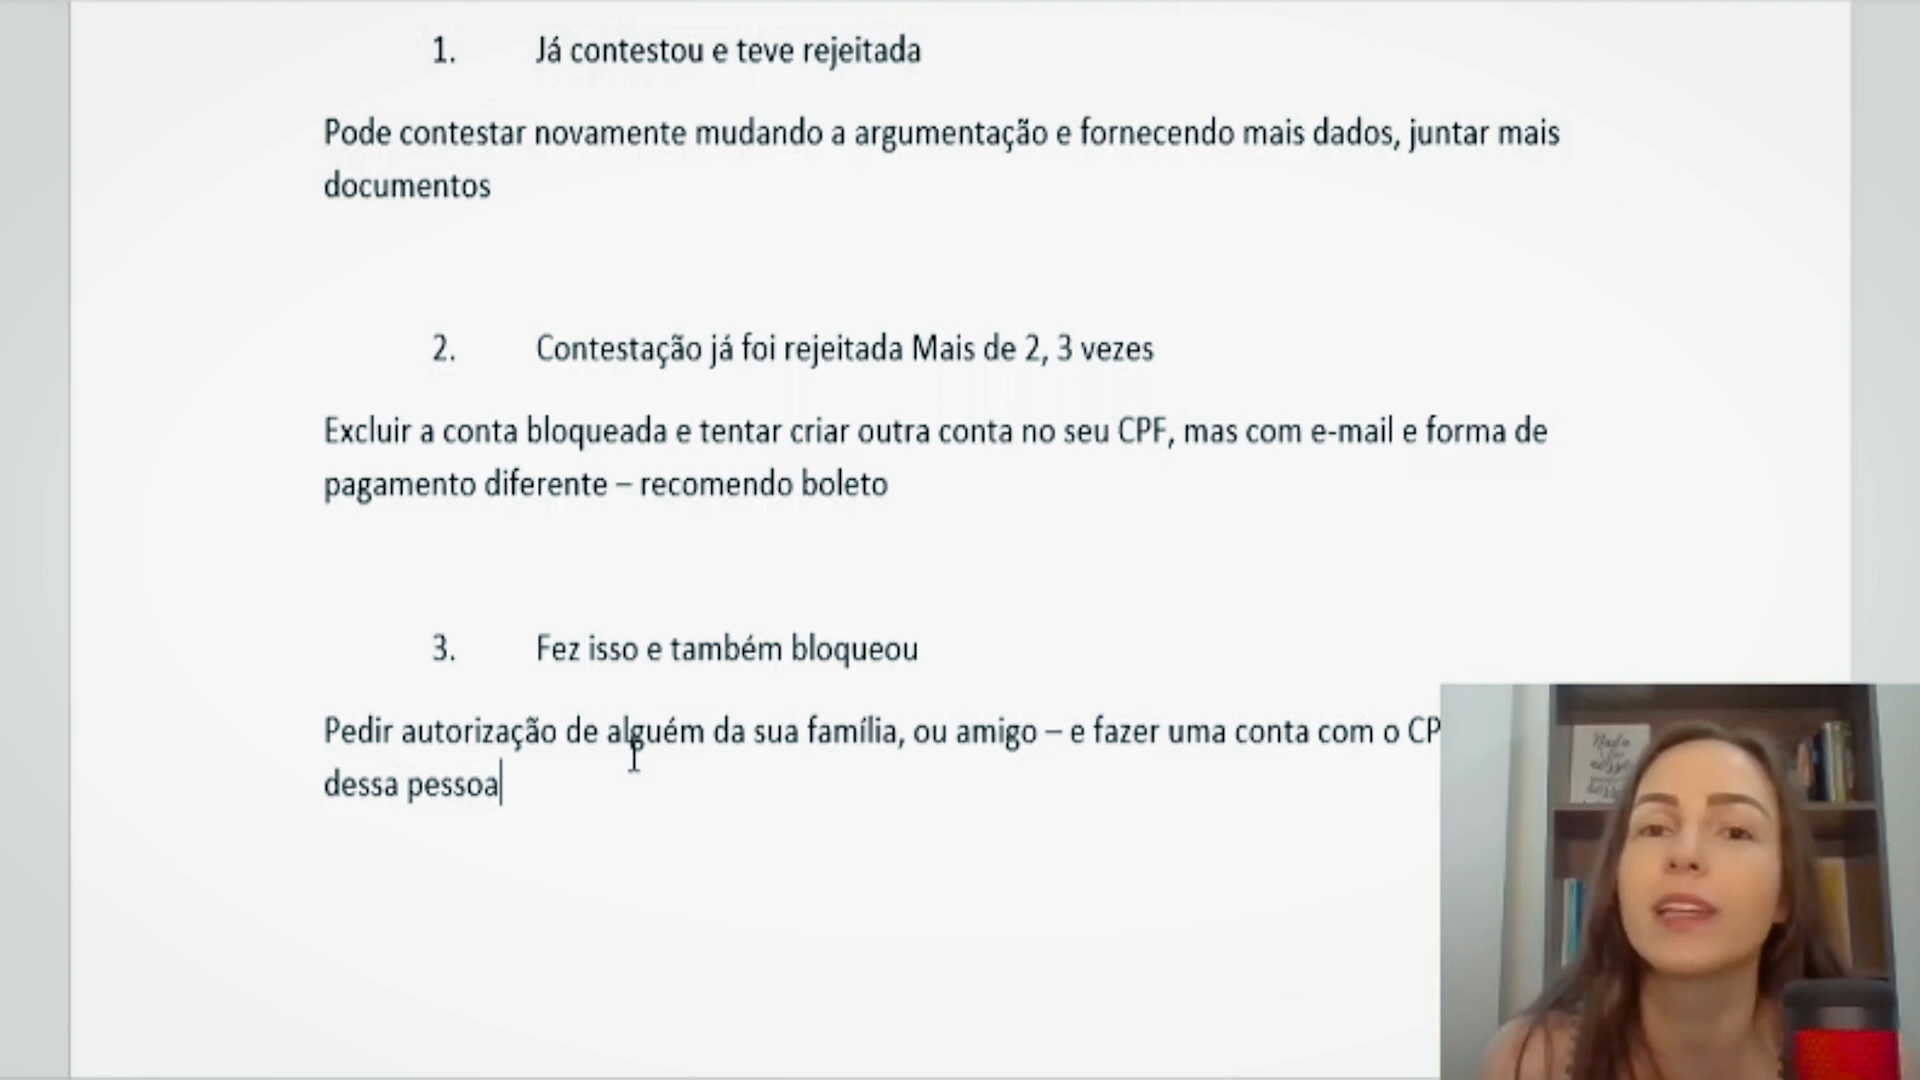 1. Já contestou e teve rejeitada
Pode contestar novamente mudando a argumentação e fornecendo mais dados, juntar mais
documentos
2. Contestação já foi rejeitada Mais de 2, 3 vezes
Excluir a conta bloqueada e tentar criar outra conta no seu CPF, mas com e-mail e forma de
pagamento diferente – recomendo boleto
3. Fez isso e também bloqueou
Pedir autorização de alguém da sua família, ou amigo – e fazer uma conta com o CP
dessa pessoa
Nada